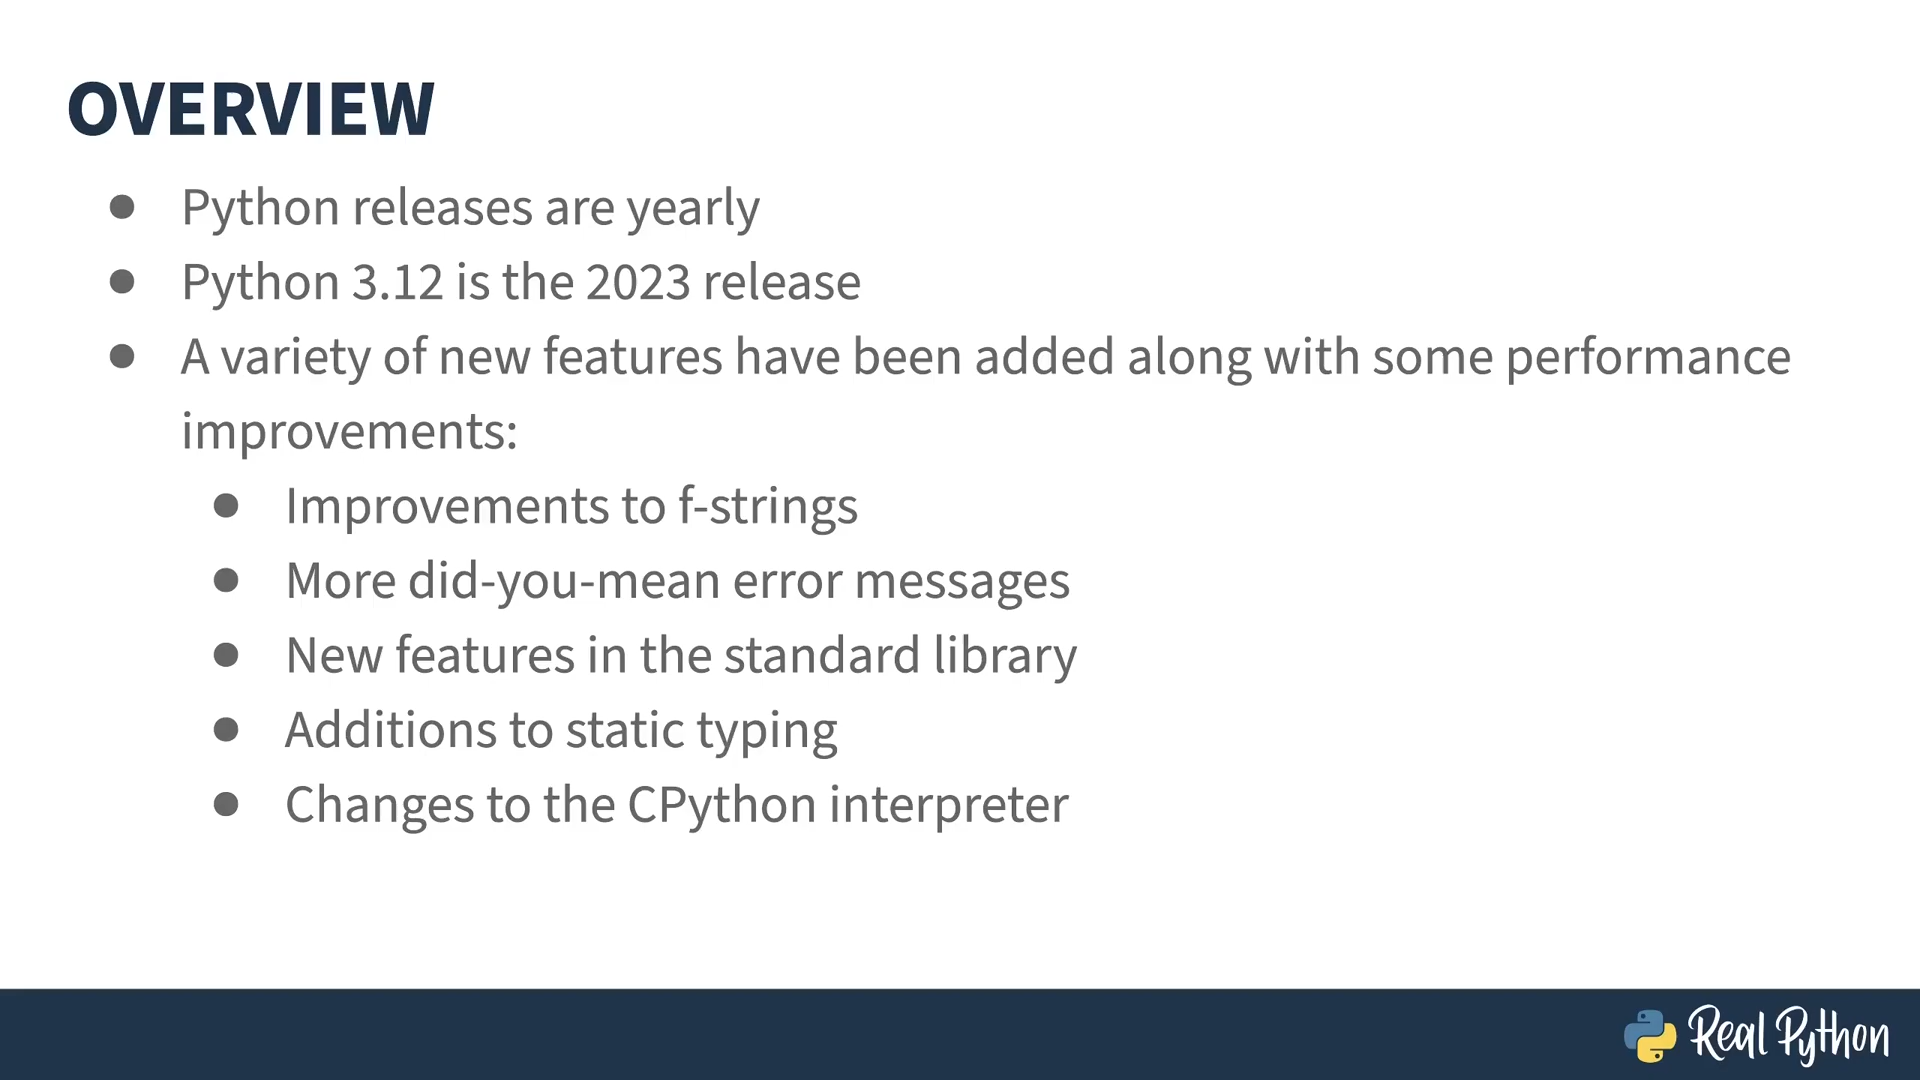 OVERVIEW
● Python releases are yearly
● Python 3.12 is the 2023 release
● A variety of new features have been added along with some performance
improvements:
● Improvements to f-strings
● More did-you-mean error messages
● New features in the standard library
● Additions to static typing
● Changes to the CPython interpreter
Real Python